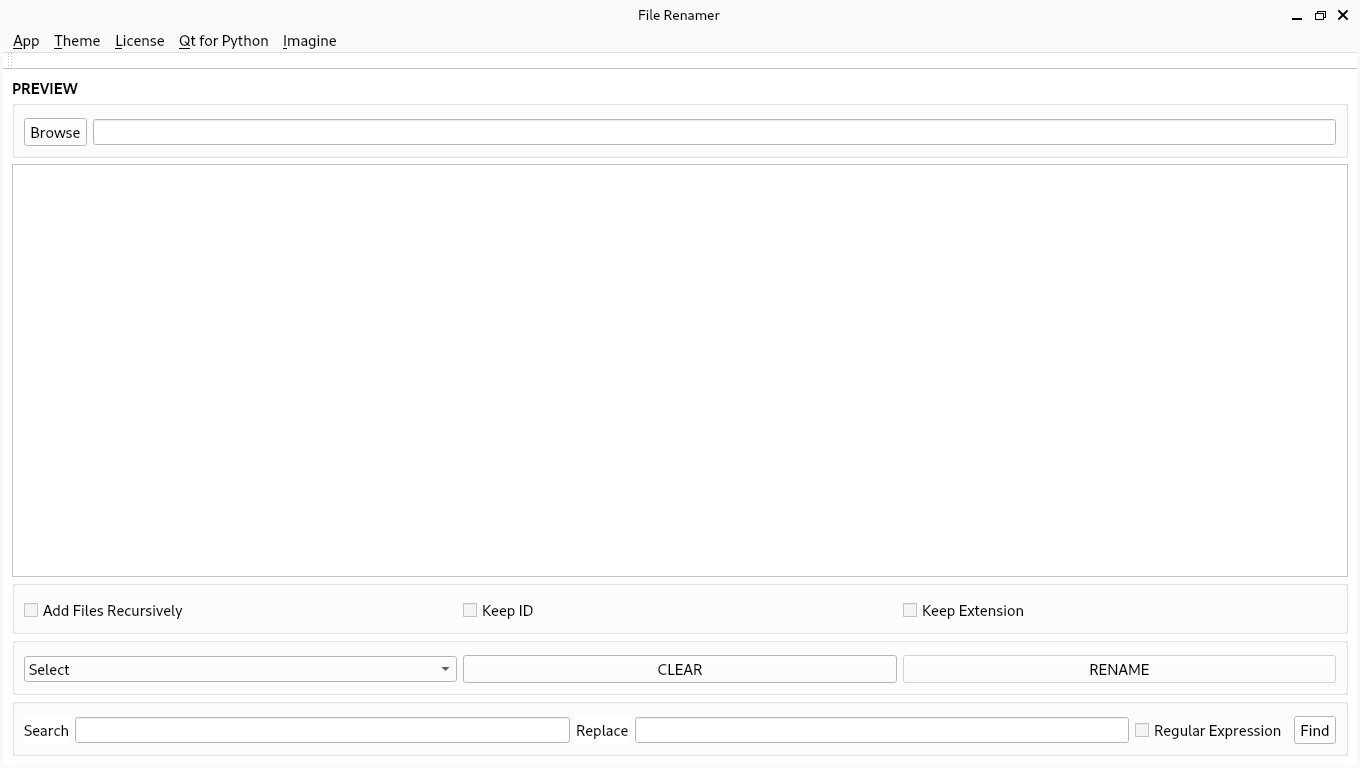 File Renamer
App Theme License Qt for Python Imagine
PREVIEW
Browse
Add Files Recursively Keep ID Keep Extension
Select CLEAR RENAME
Search Replace Regular Expression Find